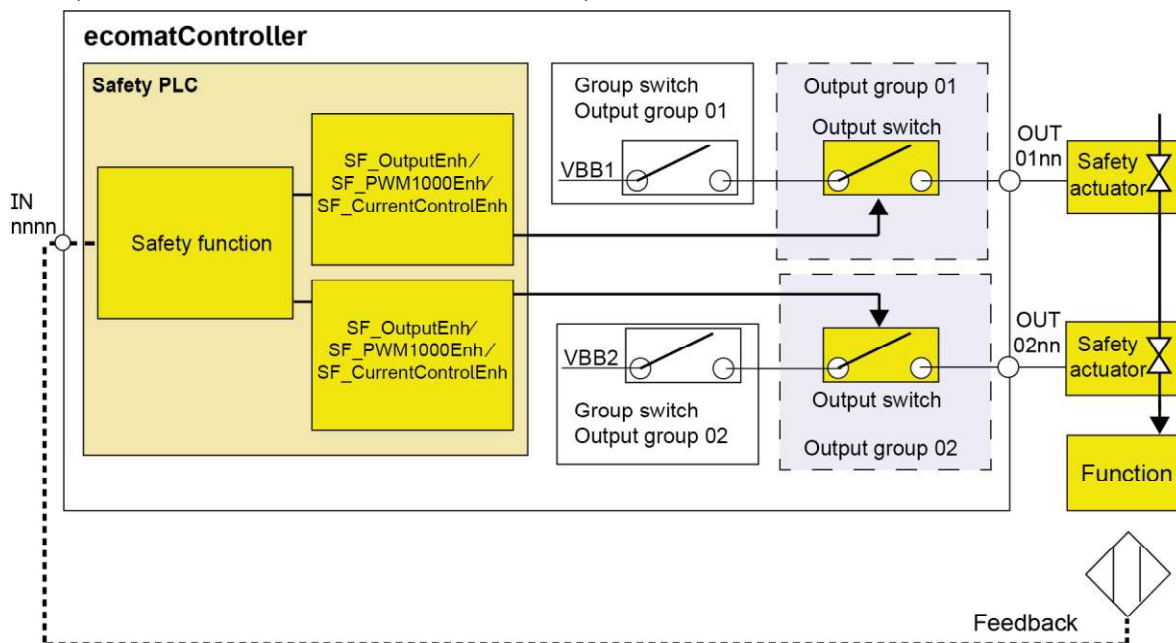 ecomatController
Safety PLC
Group switch
Output group 01
Output group 01
Output switch
OUT
01nn
SF_OutputEnh/
SF_PWM1000Enh/
SF_CurrentControlEnh
VBB1
Safety
actuator
IN
nnnn
Safety function
SF_OutputEnh/
SF_PWM1000Enh/
SF_CurrentControlEnh
VBB2
OUT
02nn
Safety
actuator
Output switch
Group switch
Output group 02
Output group 02
Function
Feedback